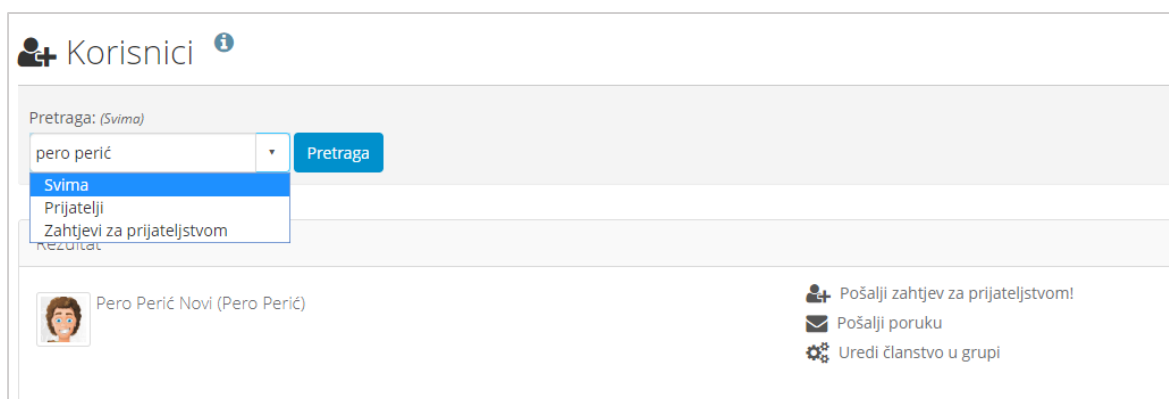 Korisnici
Pretraga: (Svima)
pero perić
Pretraga
Svima
Prijatelji
Zahtjevi za prijateljstvom
Rezultat
Pero Perić Novi (Pero Perić)
Pošalji zahtjev za prijateljstvom!
Pošalji poruku
Uredi članstvo u grupi